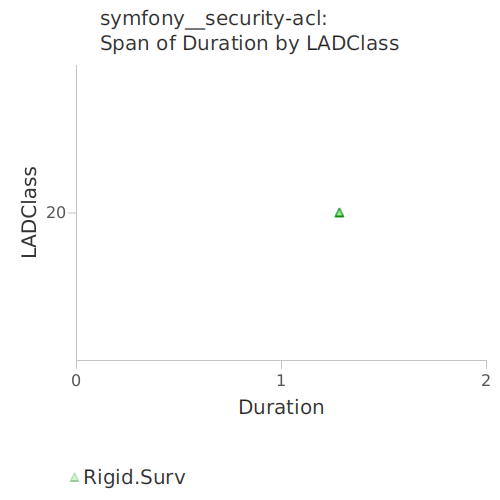 symfony__security-acl:
Span of Duration by LADClass
LADClass
20
0
1
2
Duration
Rigid.Surv